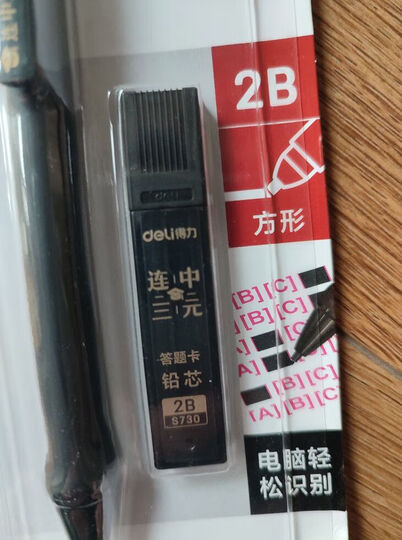 2B
方形
deli
deli得力
连中
三元
答题卡
铅芯
2B
S730
[B] [C]
[B] [C]
[A]
[B] [C]
[A] [B] [C]
电脑轻
松识别